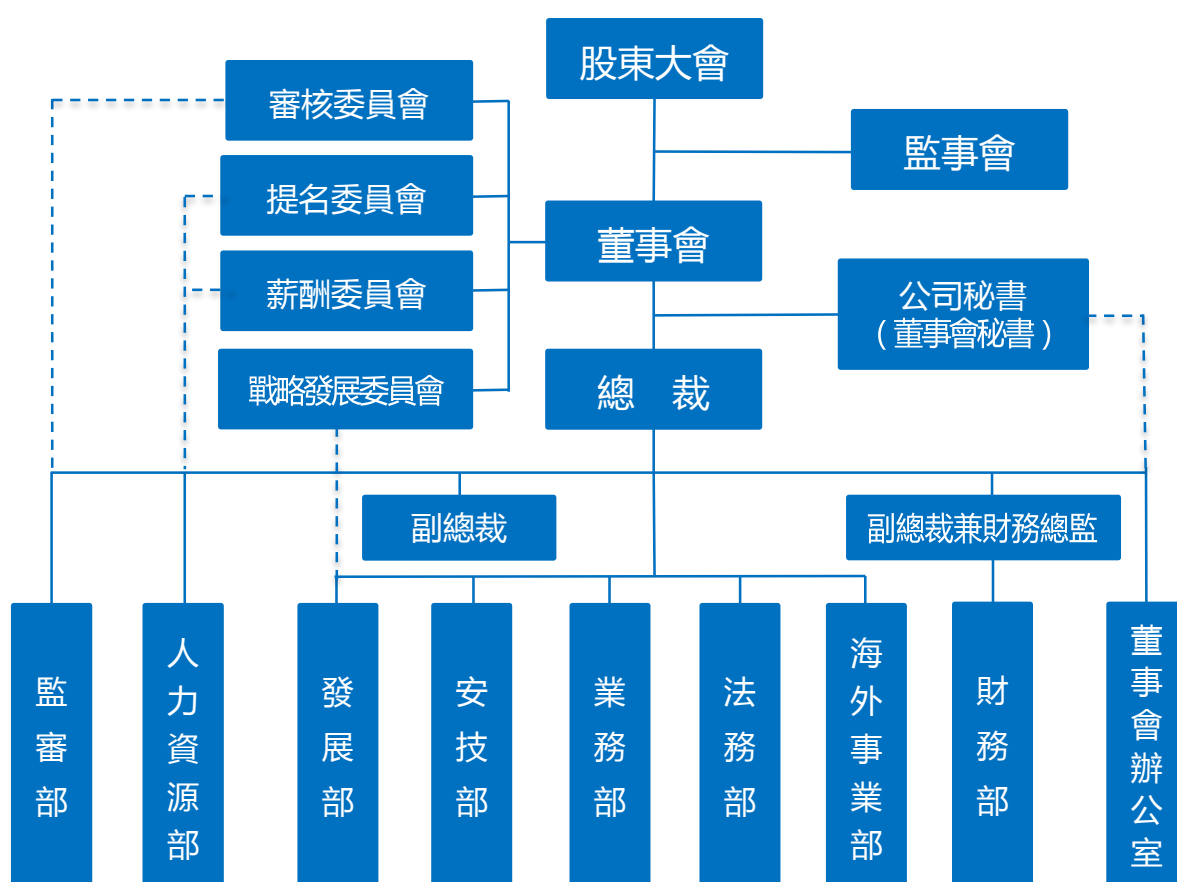 股東大會
審核委員會
監事會
提名委員會
董事會
薪酬委員會
公司秘書
（董事會秘書）
戰略發展委員會
總 裁
副總裁
副總裁兼財務總監
監審部
人力資源部
發展部
安技部
業務部
法務部
海外事業部
財務部
董事會辦公室